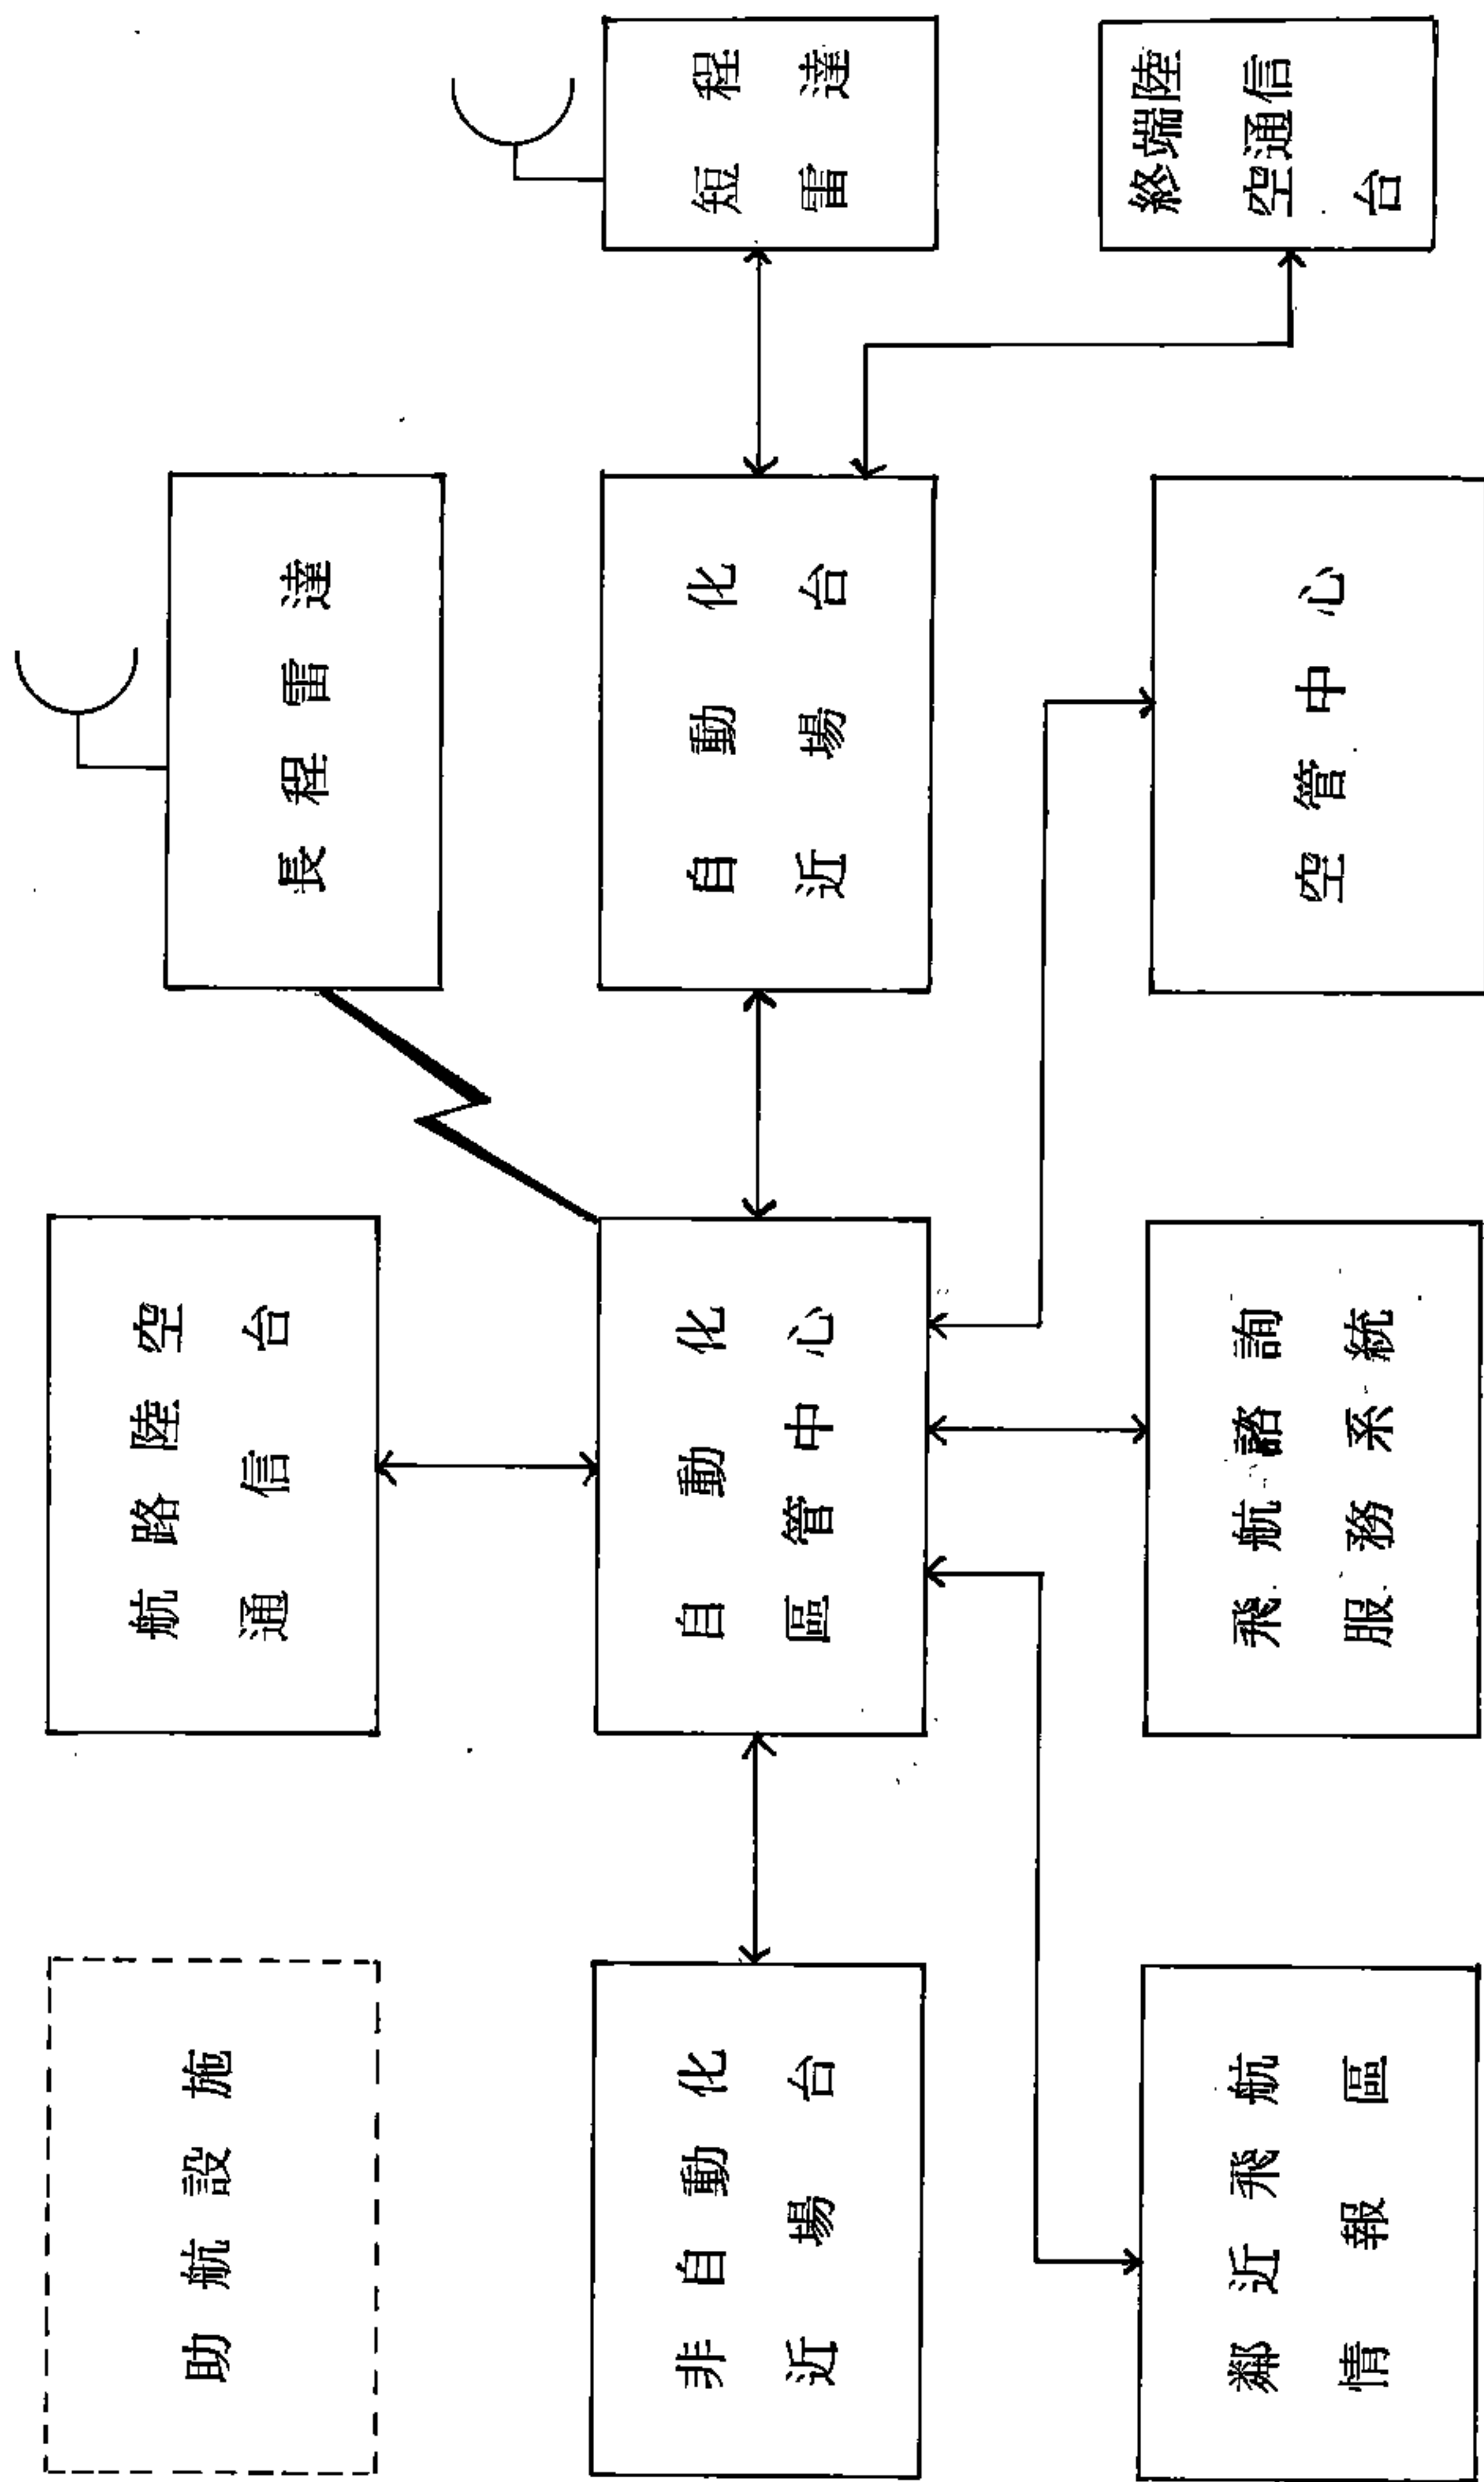 助航設施
航路陸空
通信台
長程雷達
非自動化
近場台
自動化
區管中心
自動化
近場台
短程
雷達
鄰近飛航
情報區
飛航諮詢
服務系統
空管中心
終端陸
空通信
台